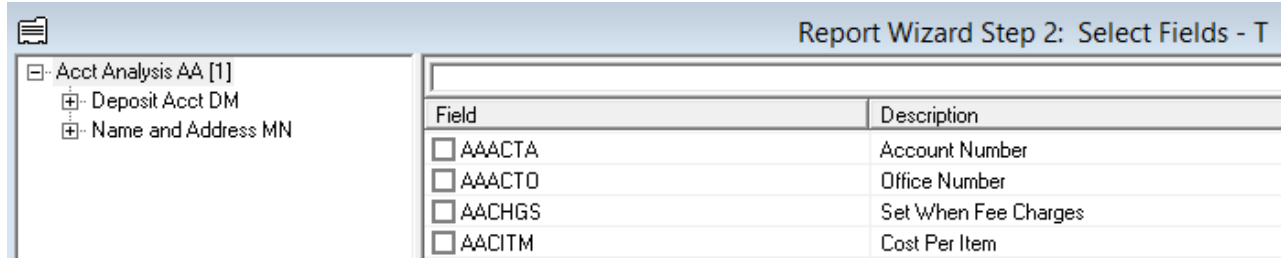 Report Wizard Step 2: Select Fields - T
Acct Analysis AA [1]
Deposit Acct DM
Name and Address MN
Field Description
AAACTA Account Number
AAACTO Office Number
AACHGS Set When Fee Charges
AACITM Cost Per Item